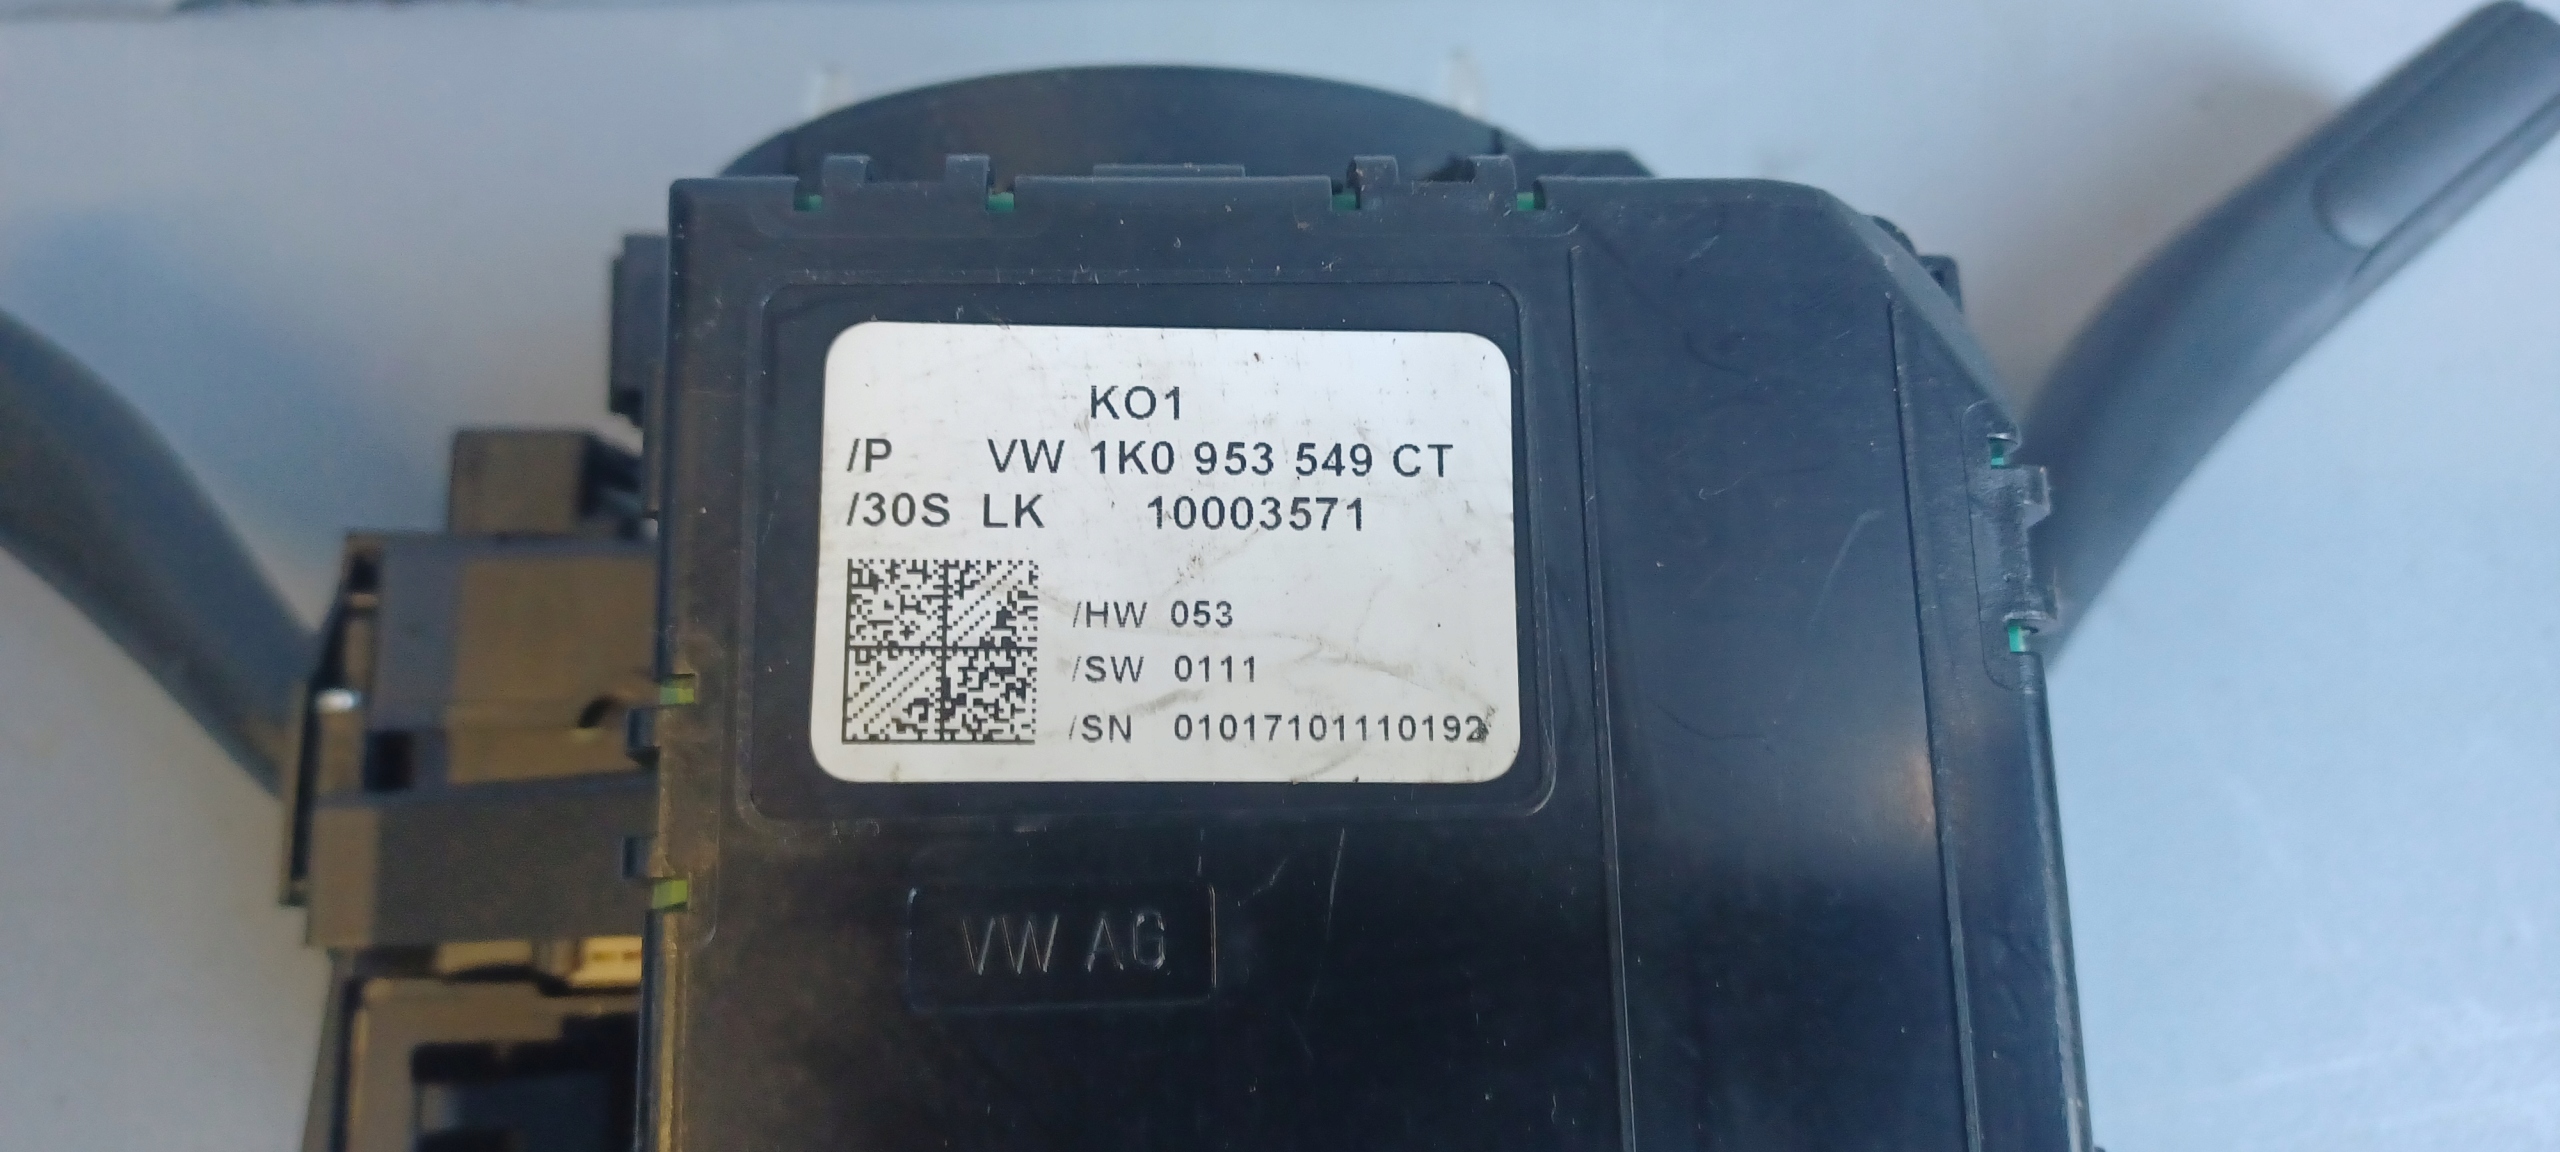 KO1
/P VW 1K0 953 549 CT
/30S LK 10003571
/HW 053
/SW 0111
/SN 01017101110192
VW AG